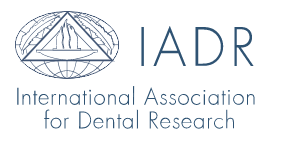 IADR
International Association
for Dental Research